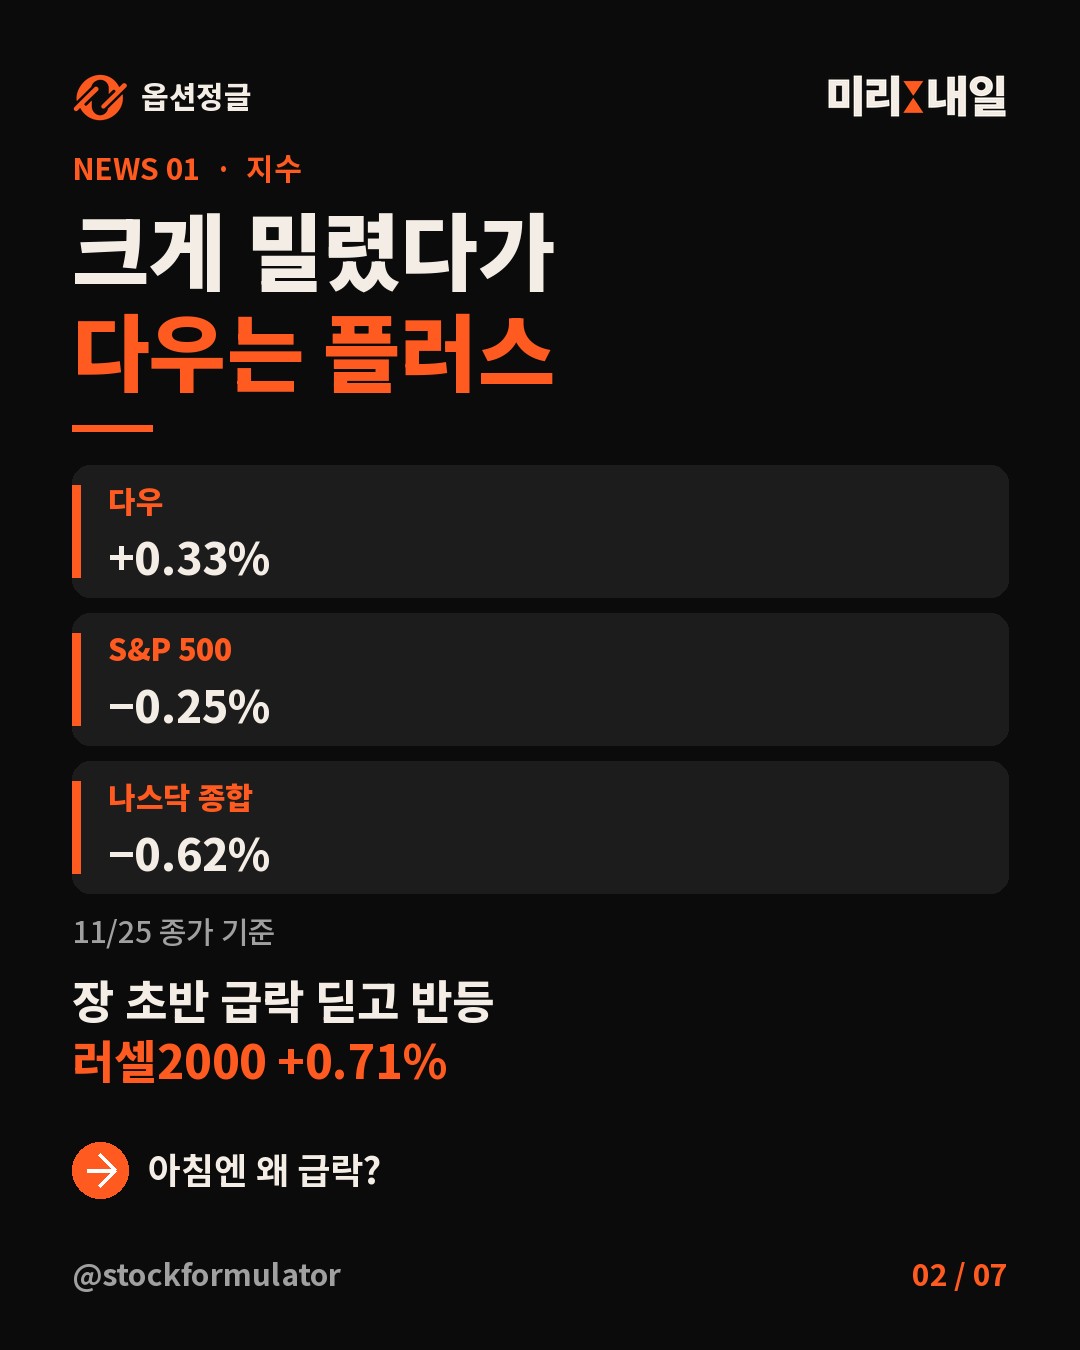 옵션정글
미리내일
NEWS 01 · 지수
크게 밀렸다가
다우는 플러스
다우
+0.33%
S&P 500
−0.25%
나스닥 종합
−0.62%
11/25 종가 기준
장 초반 급락 딛고 반등
러셀2000 +0.71%
아침엔 왜 급락?
@stockformulator
02 / 07